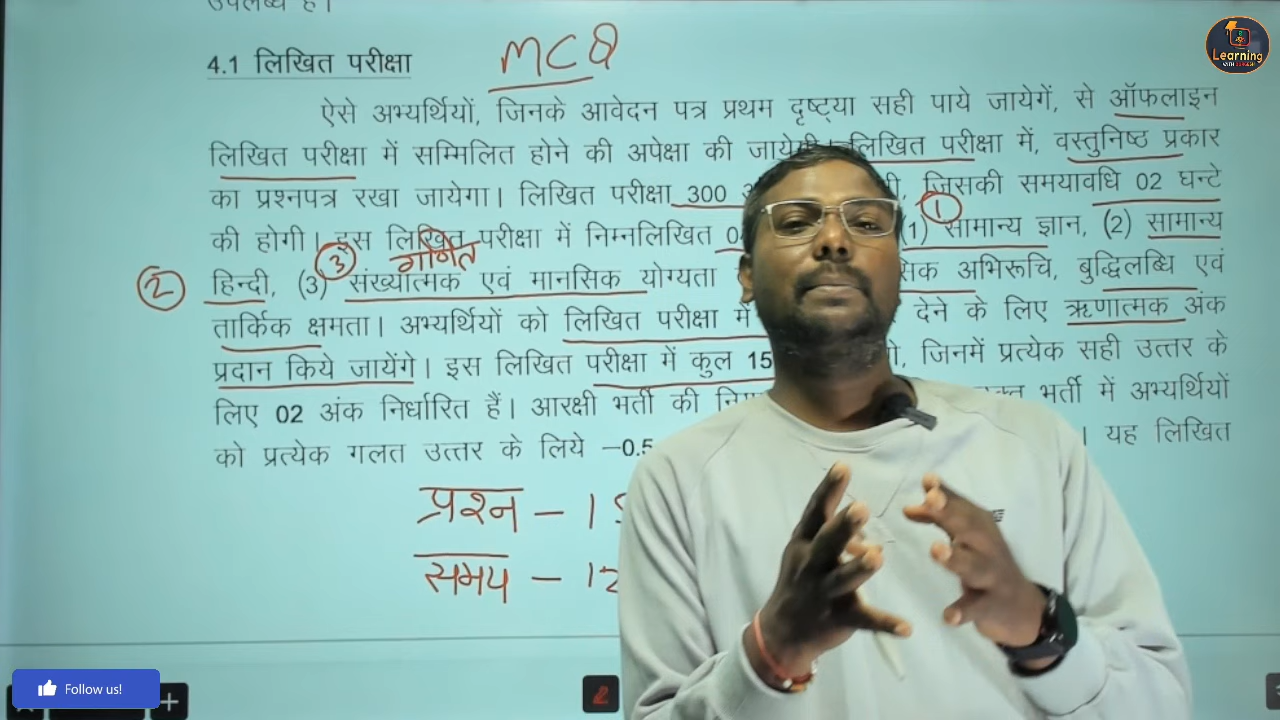 उपलब्ध है।
4.1 लिखित परीक्षा
MCQ
Learning
ऐसे अभ्यर्थियों, जिनके आवेदन पत्र प्रथम दृष्ट्या सही पाये जायेगें, से ऑफलाइन
लिखित परीक्षा में सम्मिलित होने की अपेक्षा की जायेगी। लिखित परीक्षा में, वस्तुनिष्ठ प्रकार
का प्रश्नपत्र रखा जायेगा। लिखित परीक्षा 300 जिसकी समयावधि 02 घन्टे
की होगी। इस लिखित परीक्षा में निम्नलिखित (1) सामान्य ज्ञान, (2) सामान्य
1
3 गणित
2
हिन्दी, (3) संख्यात्मक एवं मानसिक योग्यता अभिरूचि, बुद्धिलब्धि एवं
तार्किक क्षमता। अभ्यर्थियों को लिखित परीक्षा में देने के लिए ऋणात्मक अंक
प्रदान किये जायेंगे। इस लिखित परीक्षा में कुल 15 जिनमें प्रत्येक सही उत्तर के
लिए 02 अंक निर्धारित हैं। आरक्षी भर्ती की भर्ती में अभ्यर्थियों
को प्रत्येक गलत उत्तर के लिये –0.5 । यह लिखित
प्रश्न – 15
समय – 12
Follow us!